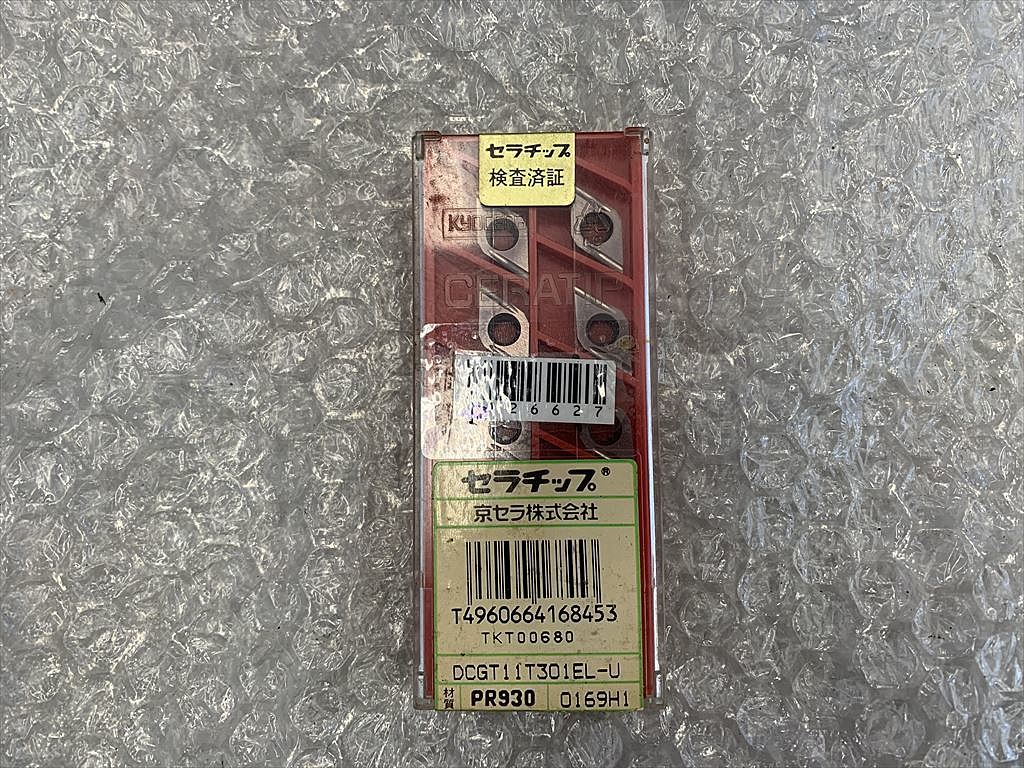 セラチップ
検査済証
KYOCERA
CERATIP
26627
セラチップ®
京セラ株式会社
T4960664168453
TKT00680
DCGT11T301EL-U
材質 PR930 0169H1